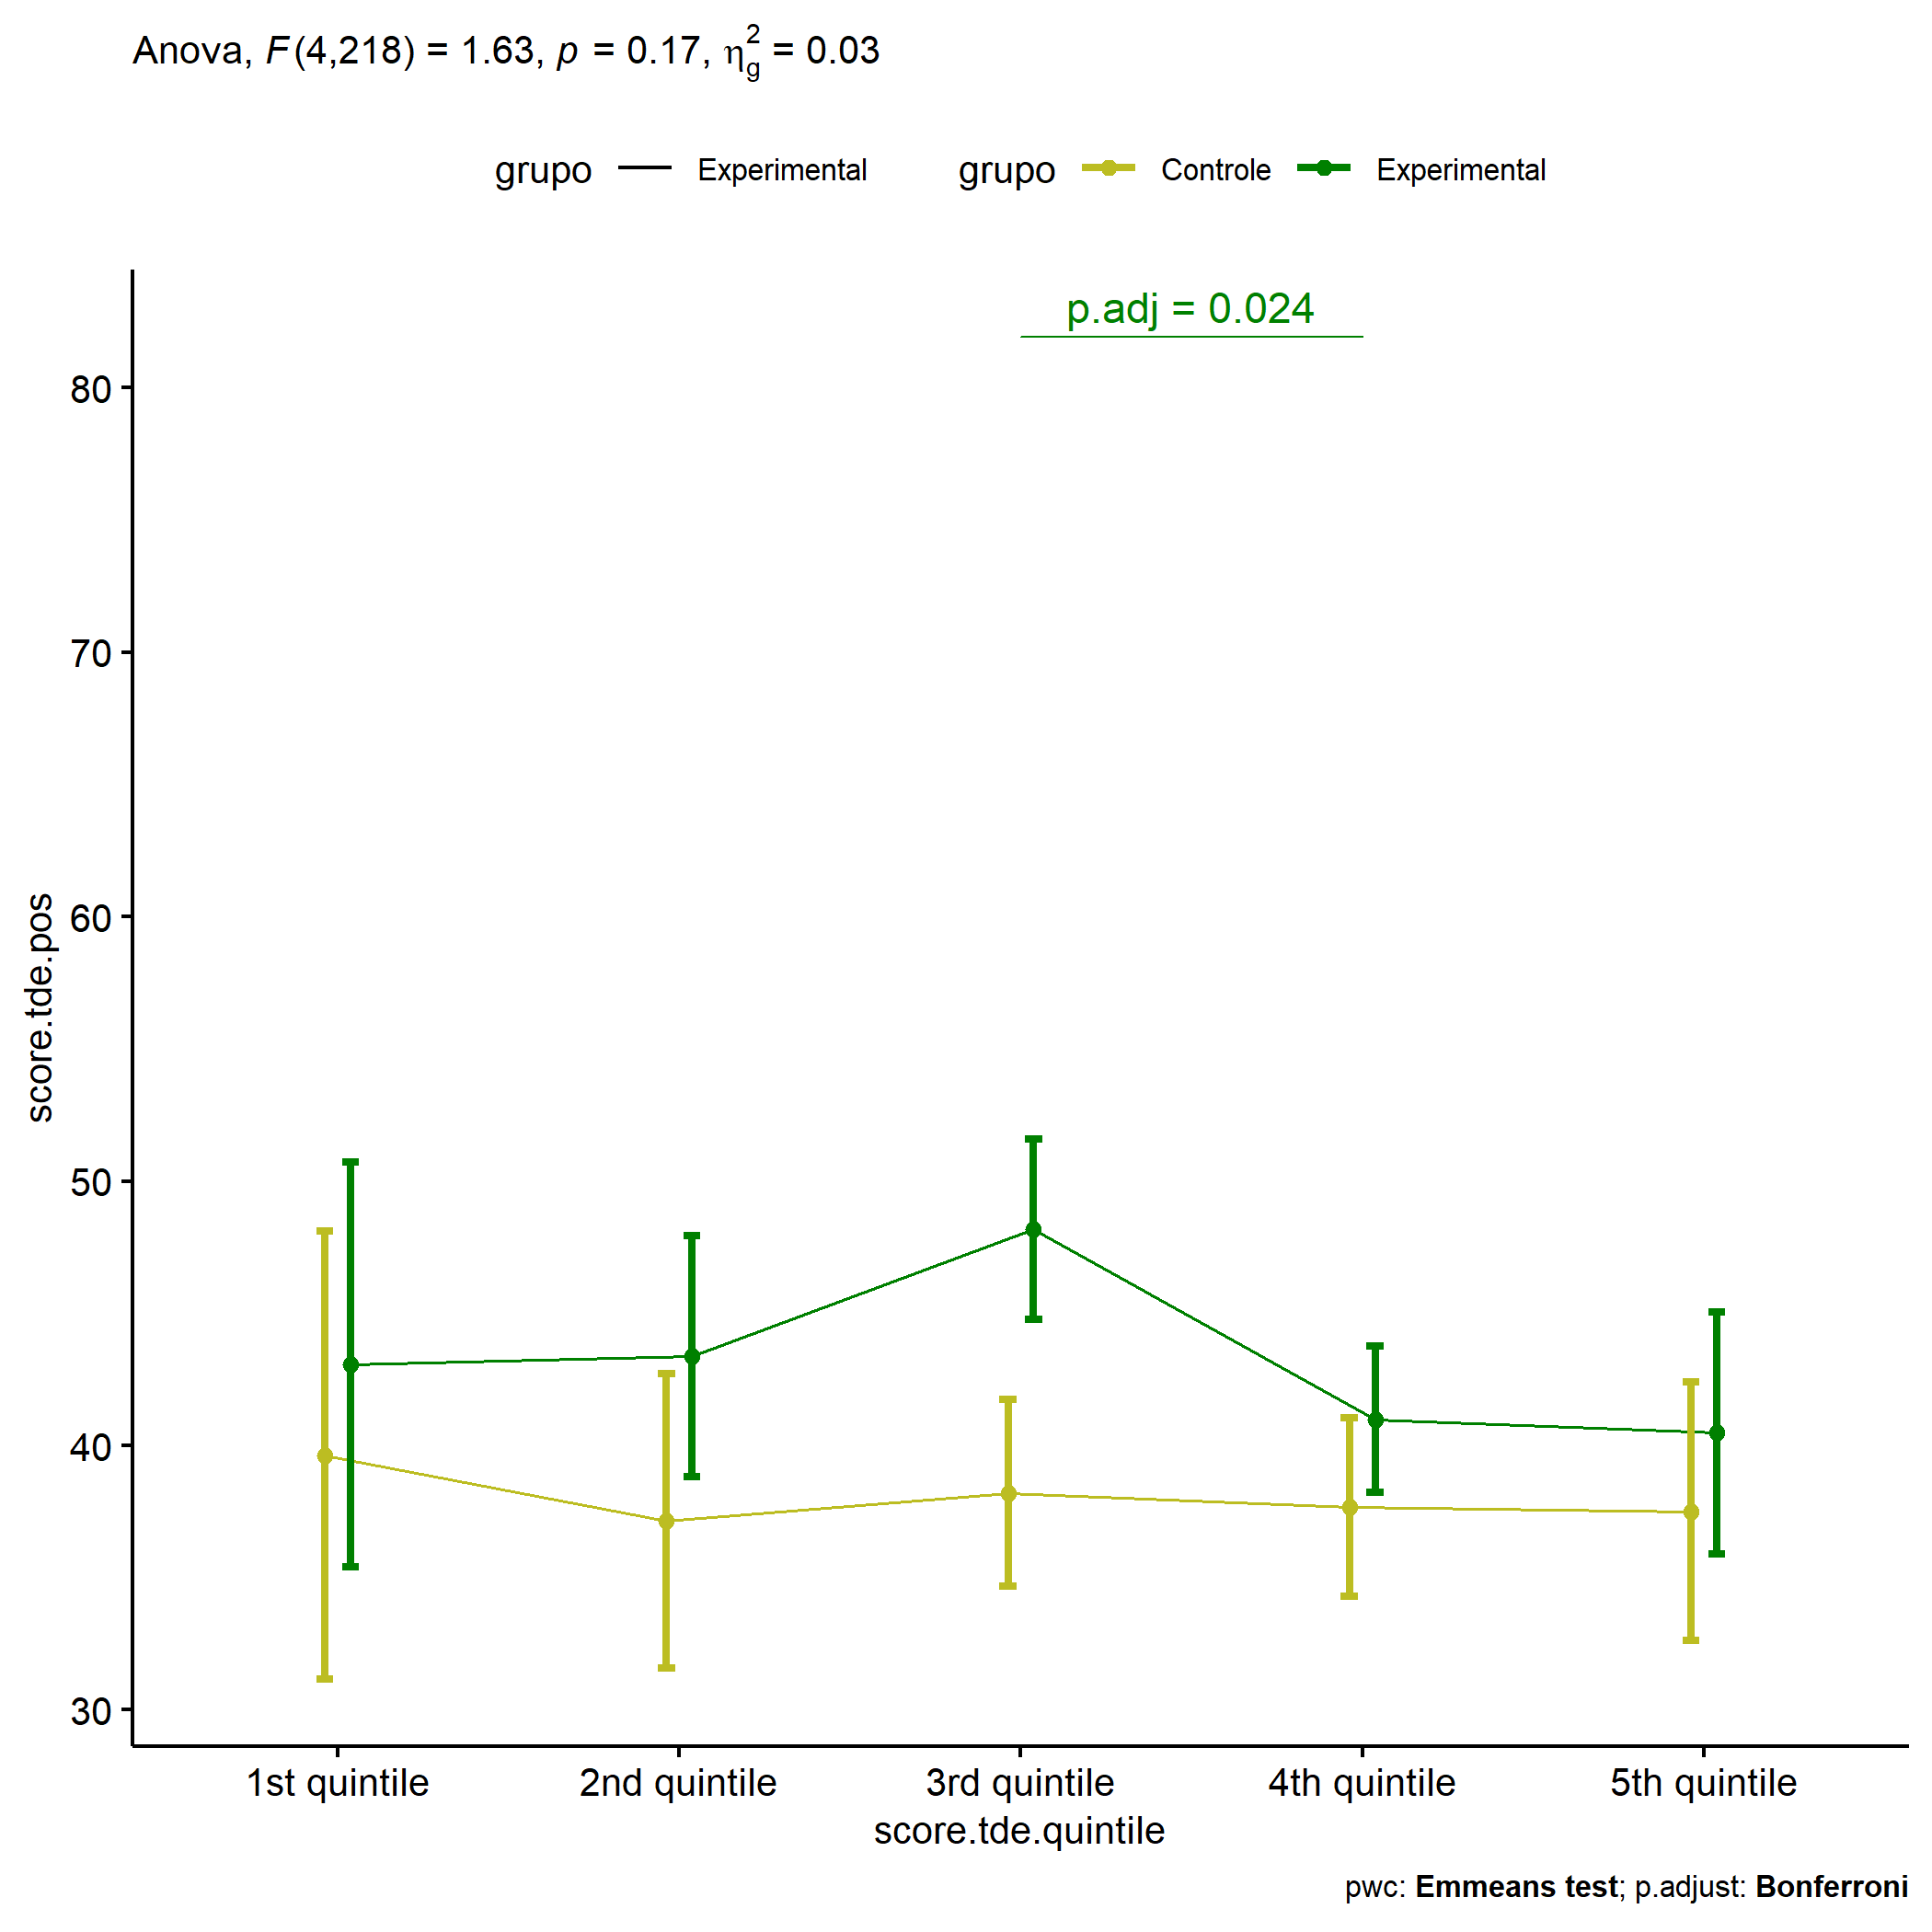 Anova, F(4,218) = 1.63, p = 0.17, η²g = 0.03
grupo Experimental grupo Controle Experimental
p.adj = 0.024
80
70
60
50
40
30
score.tde.pos
1st quintile 2nd quintile 3rd quintile 4th quintile 5th quintile
score.tde.quintile
pwc: Emmeans test; p.adjust: Bonferroni